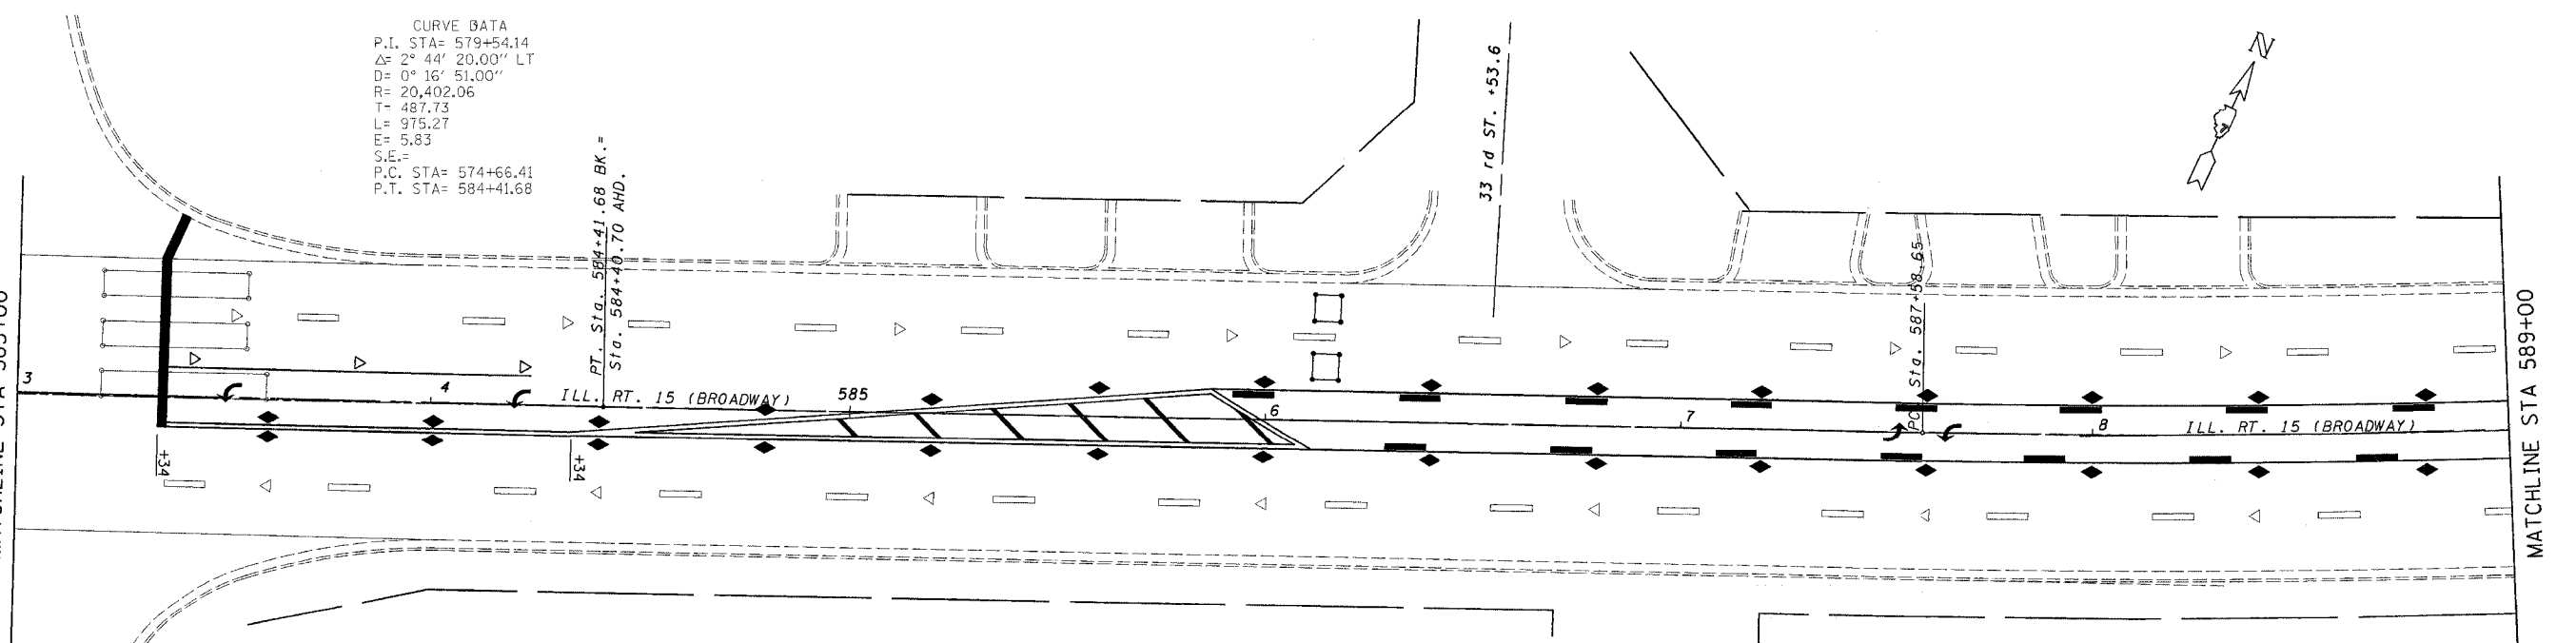 CURVE DATA
P.I. STA= 579+54.14
Δ= 2° 44' 20.00'' LT
D= 0° 16' 51.00''
R= 20,402.06
T= 487.73
L= 975.27
E= 5.83
S.E.=
P.C. STA= 574+66.41
P.T. STA= 584+41.68
PT. Sta. 584+41.68 BK.=
Sta. 584+40.70 AHD.
33 rd ST. +53.6
N
PC Sta. 587+58.65
3
4
ILL. RT. 15 (BROADWAY)
585
6
7
8
ILL. RT. 15 (BROADWAY)
+34
+34
MATCHLINE STA 589+00